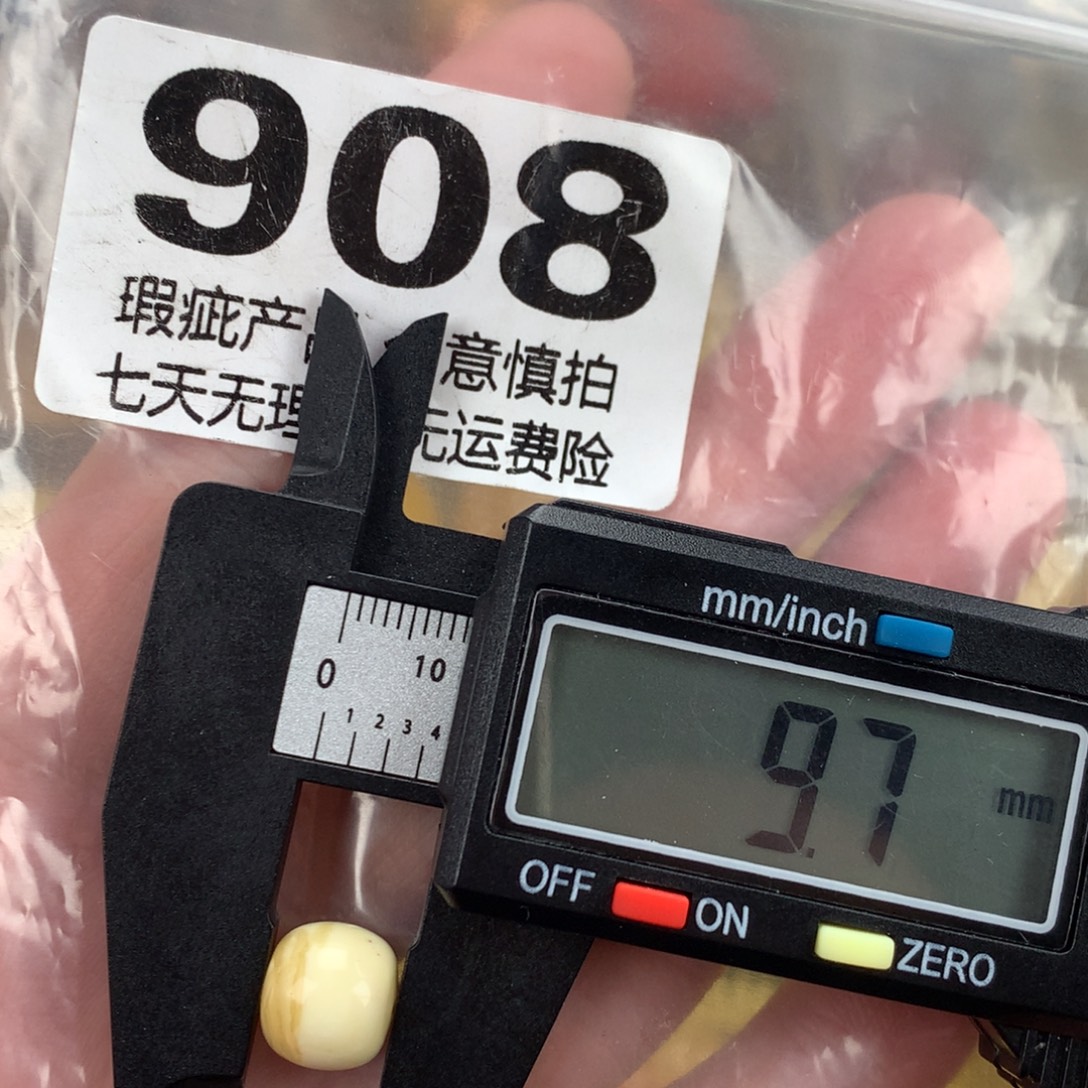 908
瑕疵产 意慎拍
七天无理 无运费险
mm/inch
0 10
1 2 3 4
9.7 mm
OFF ON ZERO